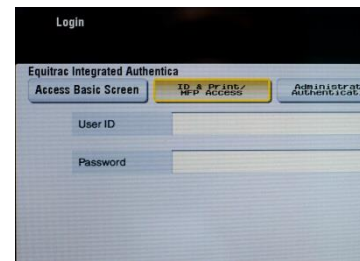 Login
Equitrac Integrated Authentica
Access Basic Screen
ID & Print/
MFP Access
Administrat
Authenticat
User ID
Password